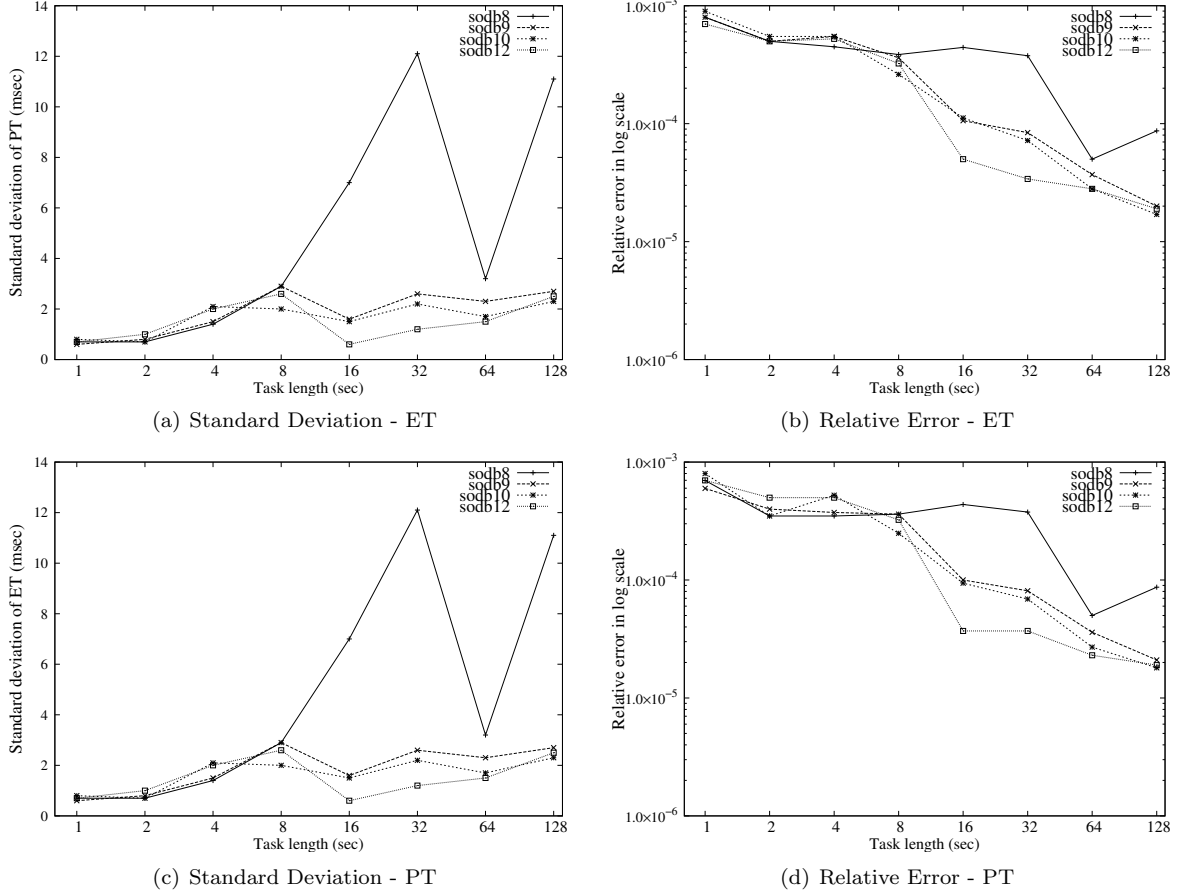 Standard deviation of PT (msec)
14
12
10
8
6
4
2
0
sodb8
sodb9
sodb10
sodb12
1 2 4 8 16 32 64 128
Task length (sec)
(a) Standard Deviation - ET
Relative error in log scale
1.0×10⁻³
1.0×10⁻⁴
1.0×10⁻⁵
1.0×10⁻⁶
sodb8
sodb9
sodb10
sodb12
1 2 4 8 16 32 64 128
Task length (sec)
(b) Relative Error - ET
Standard deviation of ET (msec)
14
12
10
8
6
4
2
0
sodb8
sodb9
sodb10
sodb12
1 2 4 8 16 32 64 128
Task length (sec)
(c) Standard Deviation - PT
Relative error in log scale
1.0×10⁻³
1.0×10⁻⁴
1.0×10⁻⁵
1.0×10⁻⁶
sodb8
sodb9
sodb10
sodb12
1 2 4 8 16 32 64 128
Task length (sec)
(d) Relative Error - PT